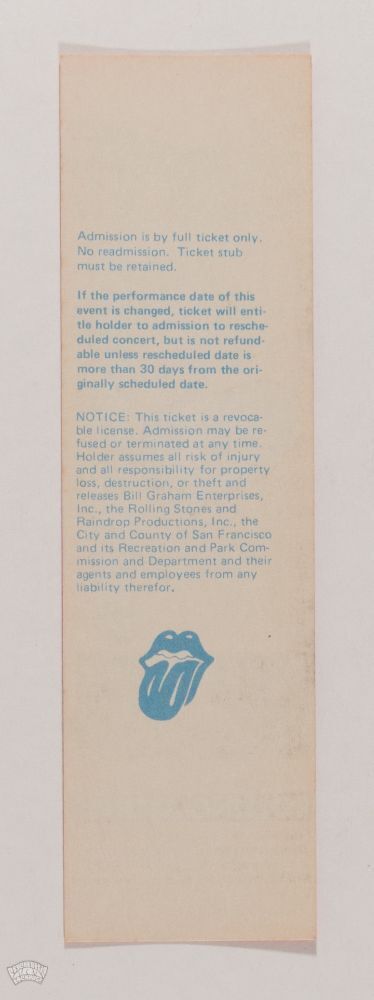 Admission is by full ticket only.
No readmission. Ticket stub
must be retained.
If the performance date of this
event is changed, ticket will enti-
tle holder to admission to resche-
duled concert, but is not refund-
able unless rescheduled date is
more than 30 days from the ori-
ginally scheduled date.
NOTICE: This ticket is a revoca-
ble license. Admission may be re-
fused or terminated at any time.
Holder assumes all risk of injury
and all responsibility for property
loss, destruction, or theft and
releases Bill Graham Enterprises,
Inc., the Rolling Stones and
Raindrop Productions, Inc., the
City and County of San Francisco
and its Recreation and Park Com-
mission and Department and their
agents and employees from any
liability therefor.